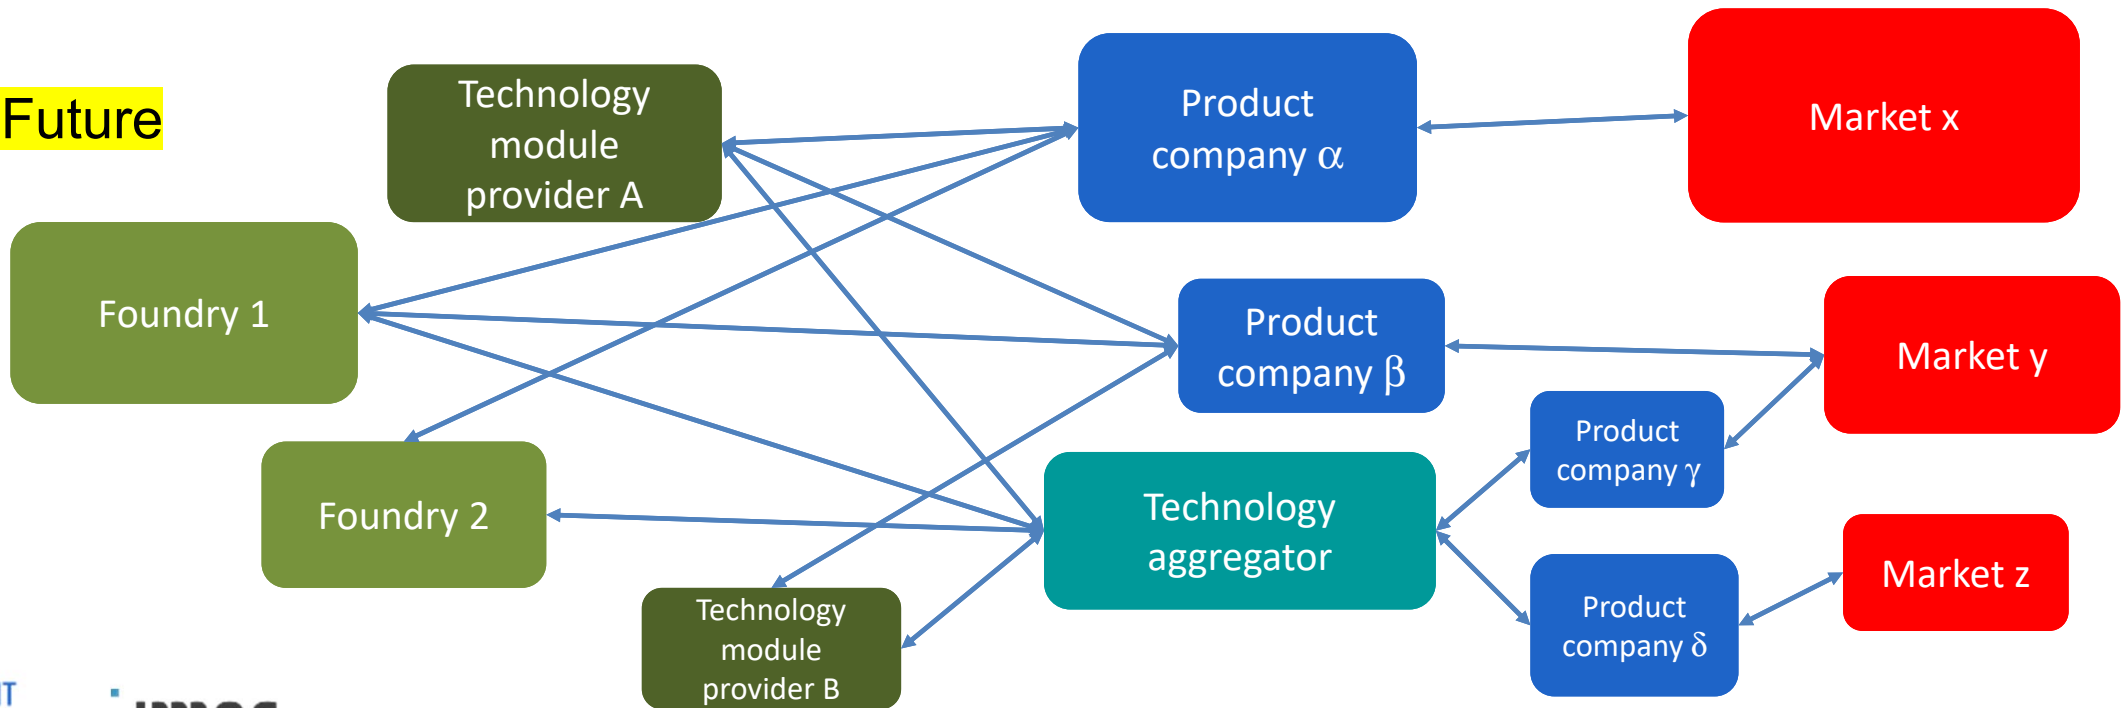 Future
Technology
module
provider A
Product
company α
Market x
Foundry 1
Product
company β
Market y
Product
company γ
Foundry 2
Technology
aggregator
Technology
module
provider B
Product
company δ
Market z